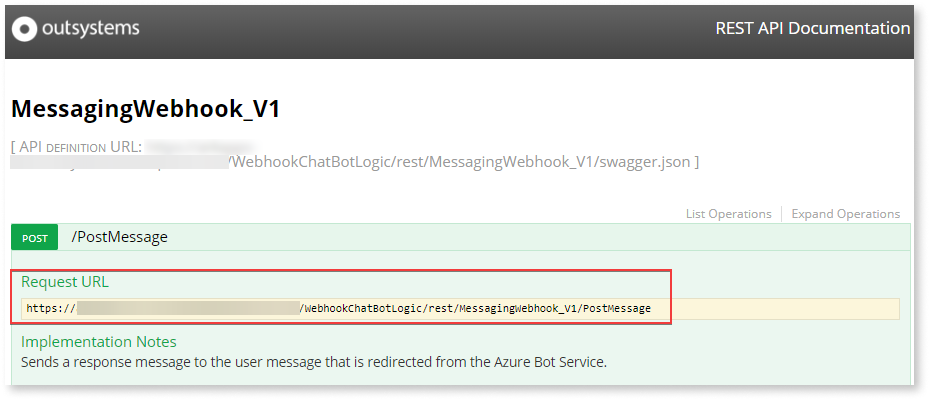 outsystems
REST API Documentation
MessagingWebhook_V1
[ API DEFINITION URL:
/WebhookChatBotLogic/rest/MessagingWebhook_V1/swagger.json ]
List Operations
Expand Operations
POST /PostMessage
Request URL
https:// /WebhookChatBotLogic/rest/MessagingWebhook_V1/PostMessage
Implementation Notes
Sends a response message to the user message that is redirected from the Azure Bot Service.